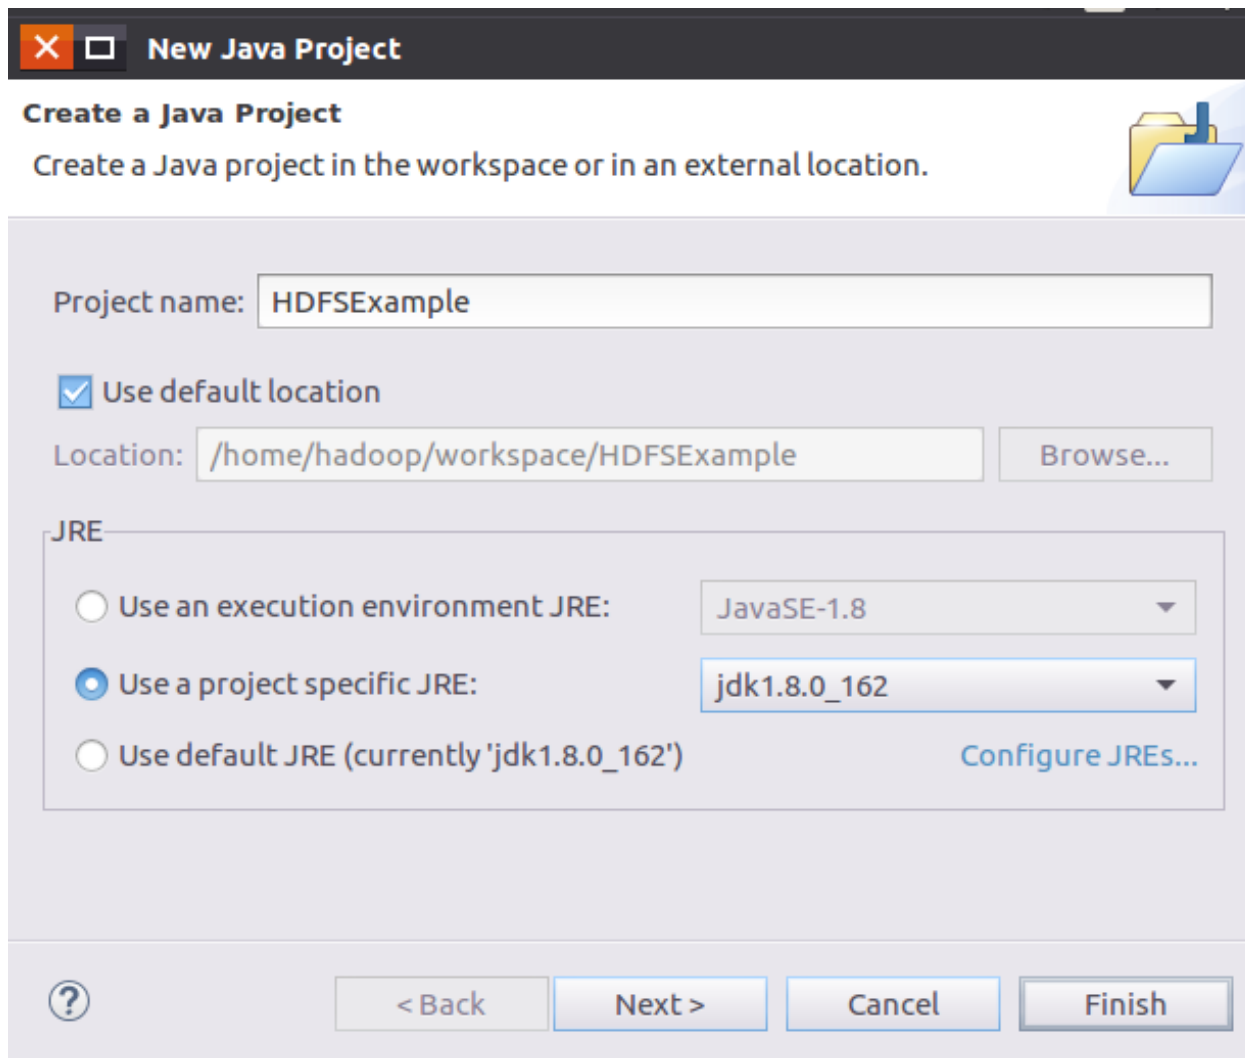 New Java Project
Create a Java Project
Create a Java project in the workspace or in an external location.
Project name: HDFSExample
Use default location
Location: /home/hadoop/workspace/HDFSExample Browse...
JRE
Use an execution environment JRE: JavaSE-1.8
Use a project specific JRE: jdk1.8.0_162
Use default JRE (currently 'jdk1.8.0_162') Configure JREs...
? < Back Next > Cancel Finish